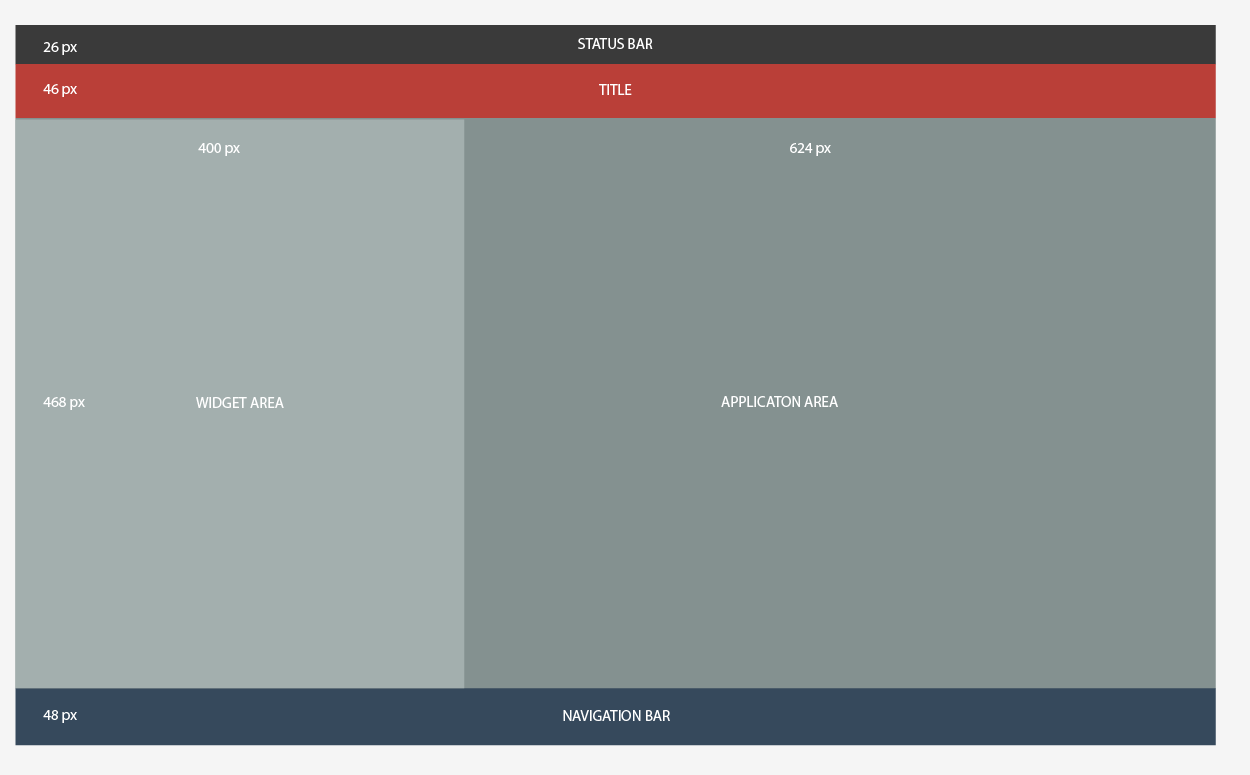 26 px
STATUS BAR
46 px
TITLE
400 px
624 px
468 px
WIDGET AREA
APPLICATON AREA
48 px
NAVIGATION BAR